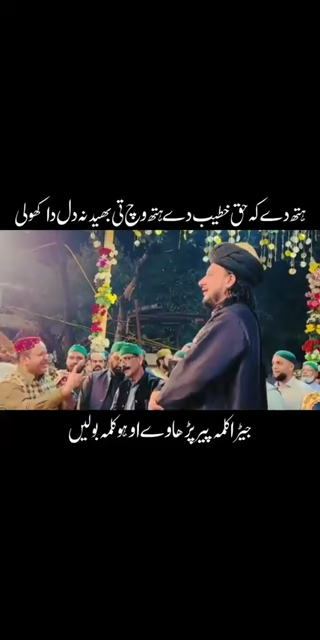 ہتھ دے کہ حق خطیب دے ہتھ وچ تی بھید نہ دل دا کھولی
جیڑا کلمہ پیر پڑھاوے او ہو کلمہ بولیں